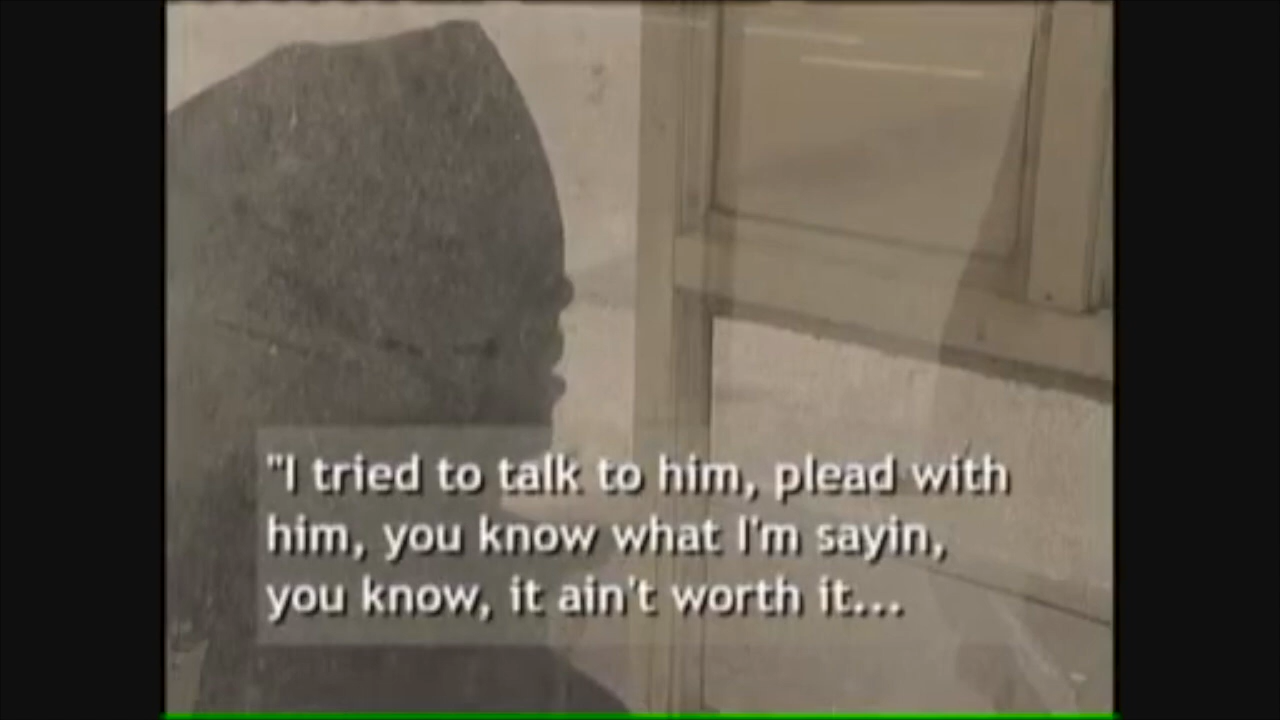 "I tried to talk to him, plead with
him, you know what I'm sayin,
you know, it ain't worth it...